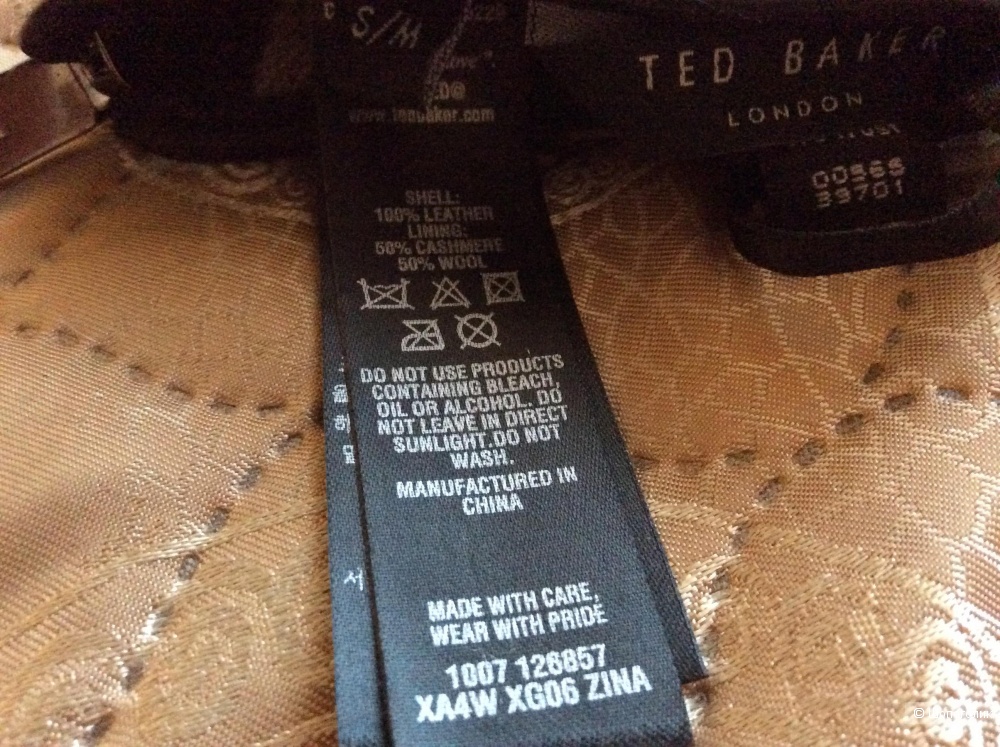 S/M
TED BAKER
LONDON
www.tedbaker.com
00565
33701
SHELL:
100% LEATHER
LINING:
50% CASHMERE
50% WOOL
DO NOT USE PRODUCTS
CONTAINING BLEACH,
OIL OR ALCOHOL. DO
NOT LEAVE IN DIRECT
SUNLIGHT.DO NOT
WASH.
MANUFACTURED IN
CHINA
MADE WITH CARE,
WEAR WITH PRIDE
1007 126857
XA4W XG06 ZINA